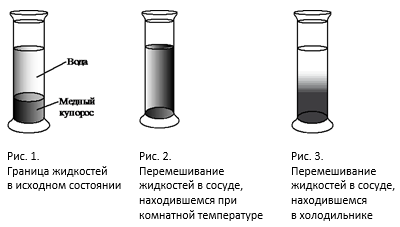 Вода
Медный
купорос
Рис. 1.
Граница жидкостей
в исходном состоянии
Рис. 2.
Перемешивание
жидкостей в сосуде,
находившемся при
комнатной температуре
Рис. 3.
Перемешивание
жидкостей в сосуде,
находившемся
в холодильнике